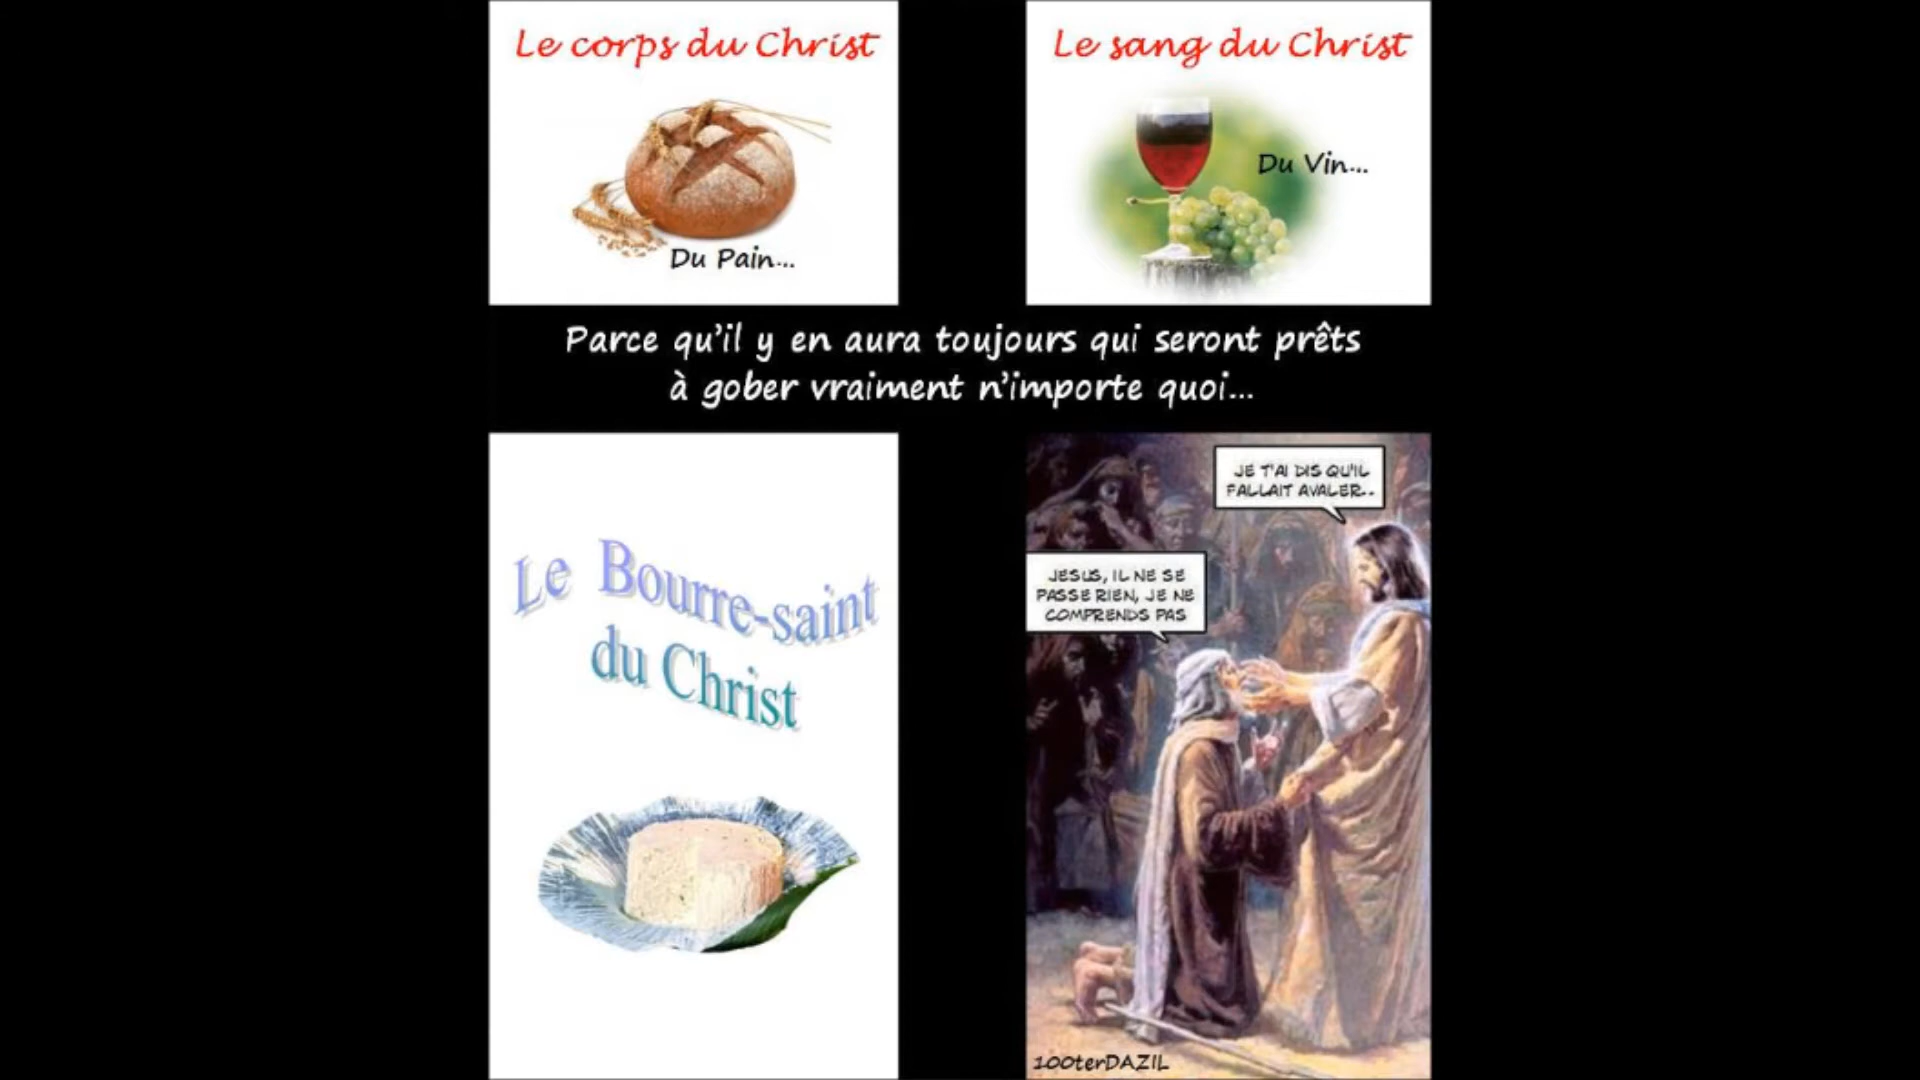 Le corps du Christ
Du Pain...
Le sang du Christ
Du Vin...
Parce qu'il y en aura toujours qui seront prêts
à gober vraiment n'importe quoi...
Le Bourre-saint
du Christ
JE T'AI DIS QU'IL
FALLAIT AVALER..
JESUS, IL NE SE
PASSE RIEN, JE NE
COMPRENDS PAS
100terDAZIL